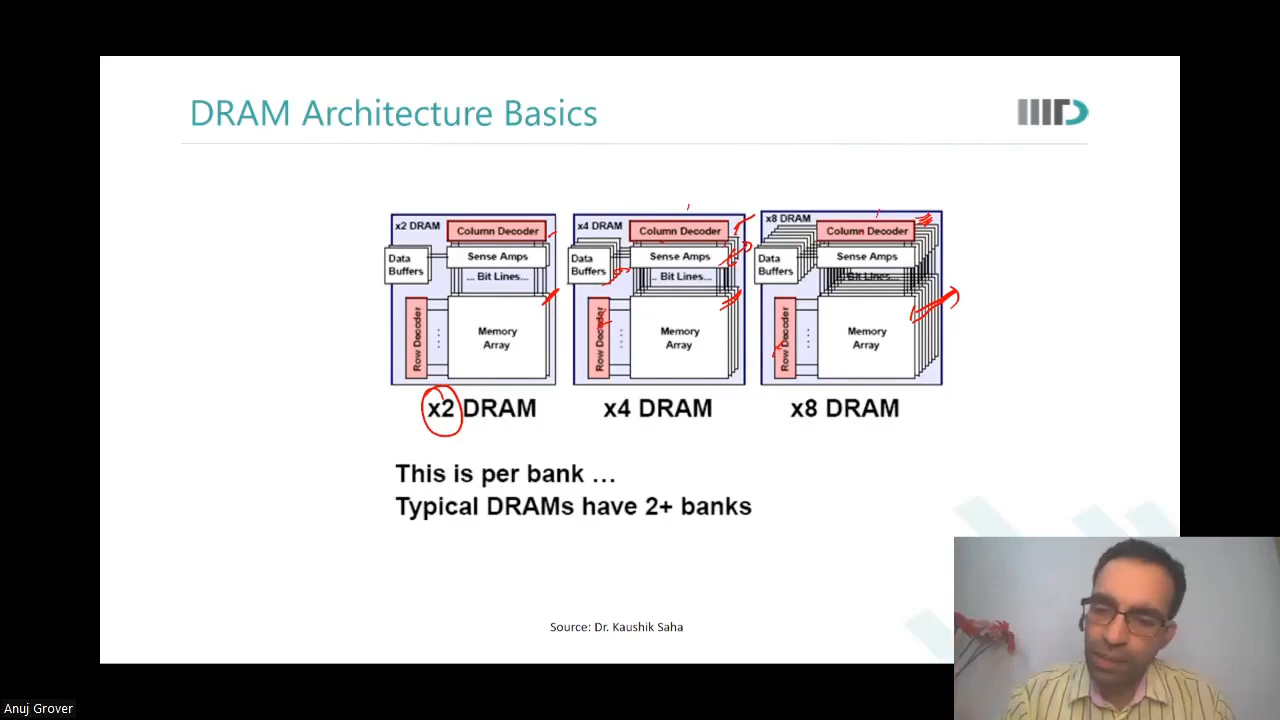 DRAM Architecture Basics
IIITD
x2 DRAM
Column Decoder
Data
Buffers
Sense Amps
... Bit Lines...
Row Decoder
Memory
Array
x4 DRAM
Column Decoder
Data
Buffers
Sense Amps
.. Bit Lines...
Row Decoder
Memory
Array
x8 DRAM
Column Decoder
Data
Buffers
Sense Amps
Bit Lines...
Row Decoder
Memory
Array
x2 DRAM
x4 DRAM
x8 DRAM
This is per bank ...
Typical DRAMs have 2+ banks
Source: Dr. Kaushik Saha
Anuj Grover